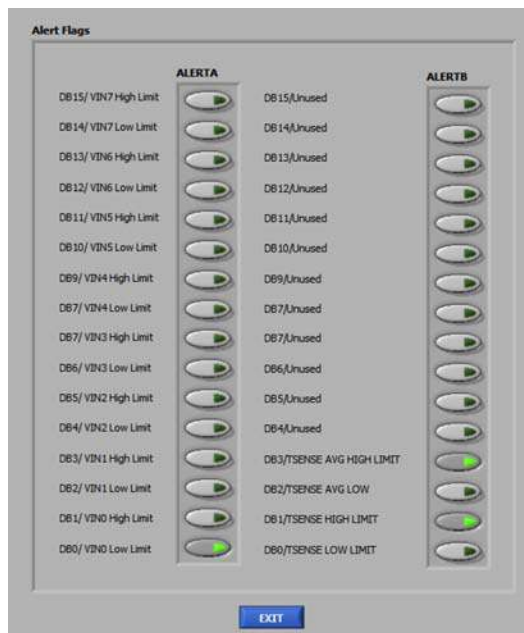 Alert Flags
ALERTA
ALERTB
DB15/ VIN7 High Limit DB15/Unused
DB14/ VIN7 Low Limit DB14/Unused
DB13/ VIN6 High Limit DB13/Unused
DB12/ VIN6 Low Limit DB12/Unused
DB11/ VIN5 High Limit DB11/Unused
DB10/ VIN5 Low Limit DB10/Unused
DB9/ VIN4 High Limit DB9/Unused
DB7/ VIN4 Low Limit DB7/Unused
DB7/ VIN3 High Limit DB7/Unused
DB6/ VIN3 Low Limit DB6/Unused
DB5/ VIN2 High Limit DB5/Unused
DB4/ VIN2 Low Limit DB4/Unused
DB3/ VIN1 High Limit DB3/TSENSE AVG HIGH LIMIT
DB2/ VIN1 Low Limit DB2/TSENSE AVG LOW
DB1/ VIN0 High Limit DB1/TSENSE HIGH LIMIT
DB0/ VIN0 Low Limit DB0/TSENSE LOW LIMIT
EXIT